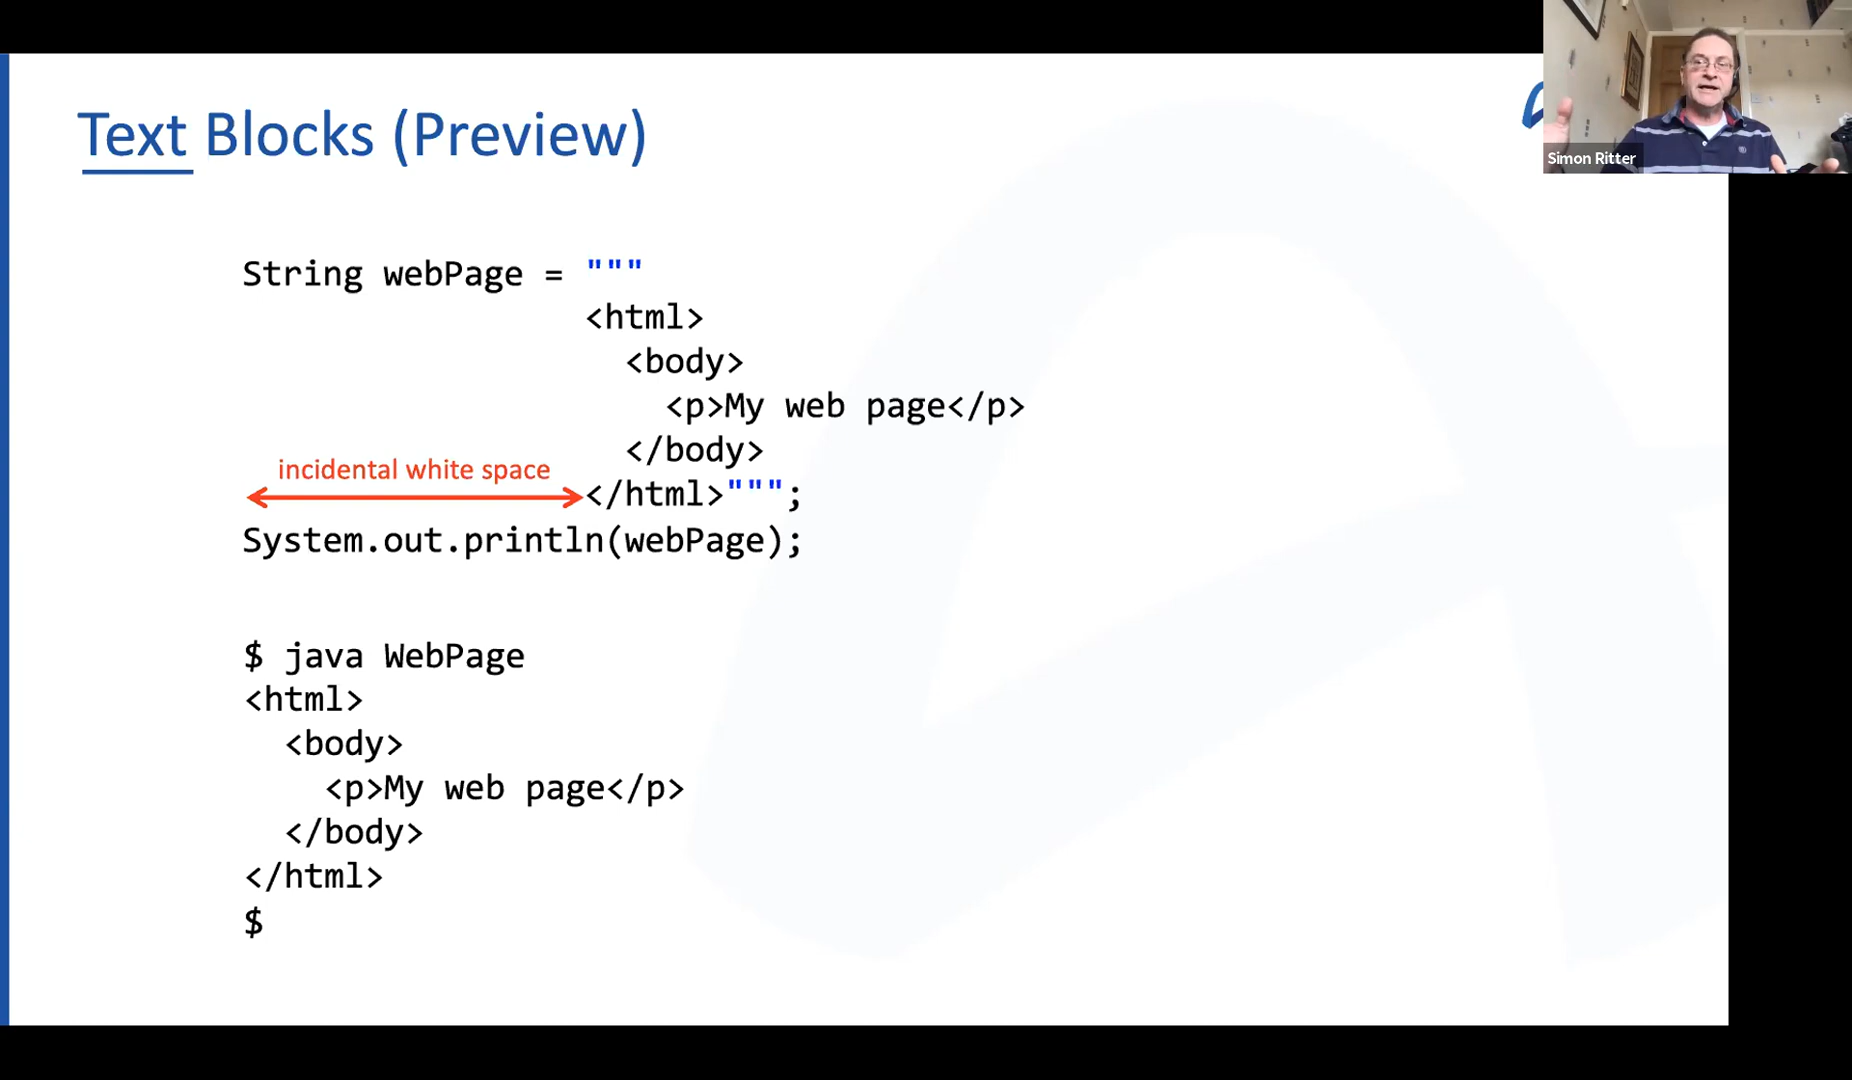 Text Blocks (Preview)
Simon Ritter
String webPage = """
<html>
<body>
<p>My web page</p>
</body>
incidental white space
</html>""";
System.out.println(webPage);
$ java WebPage
<html>
<body>
<p>My web page</p>
</body>
</html>
$